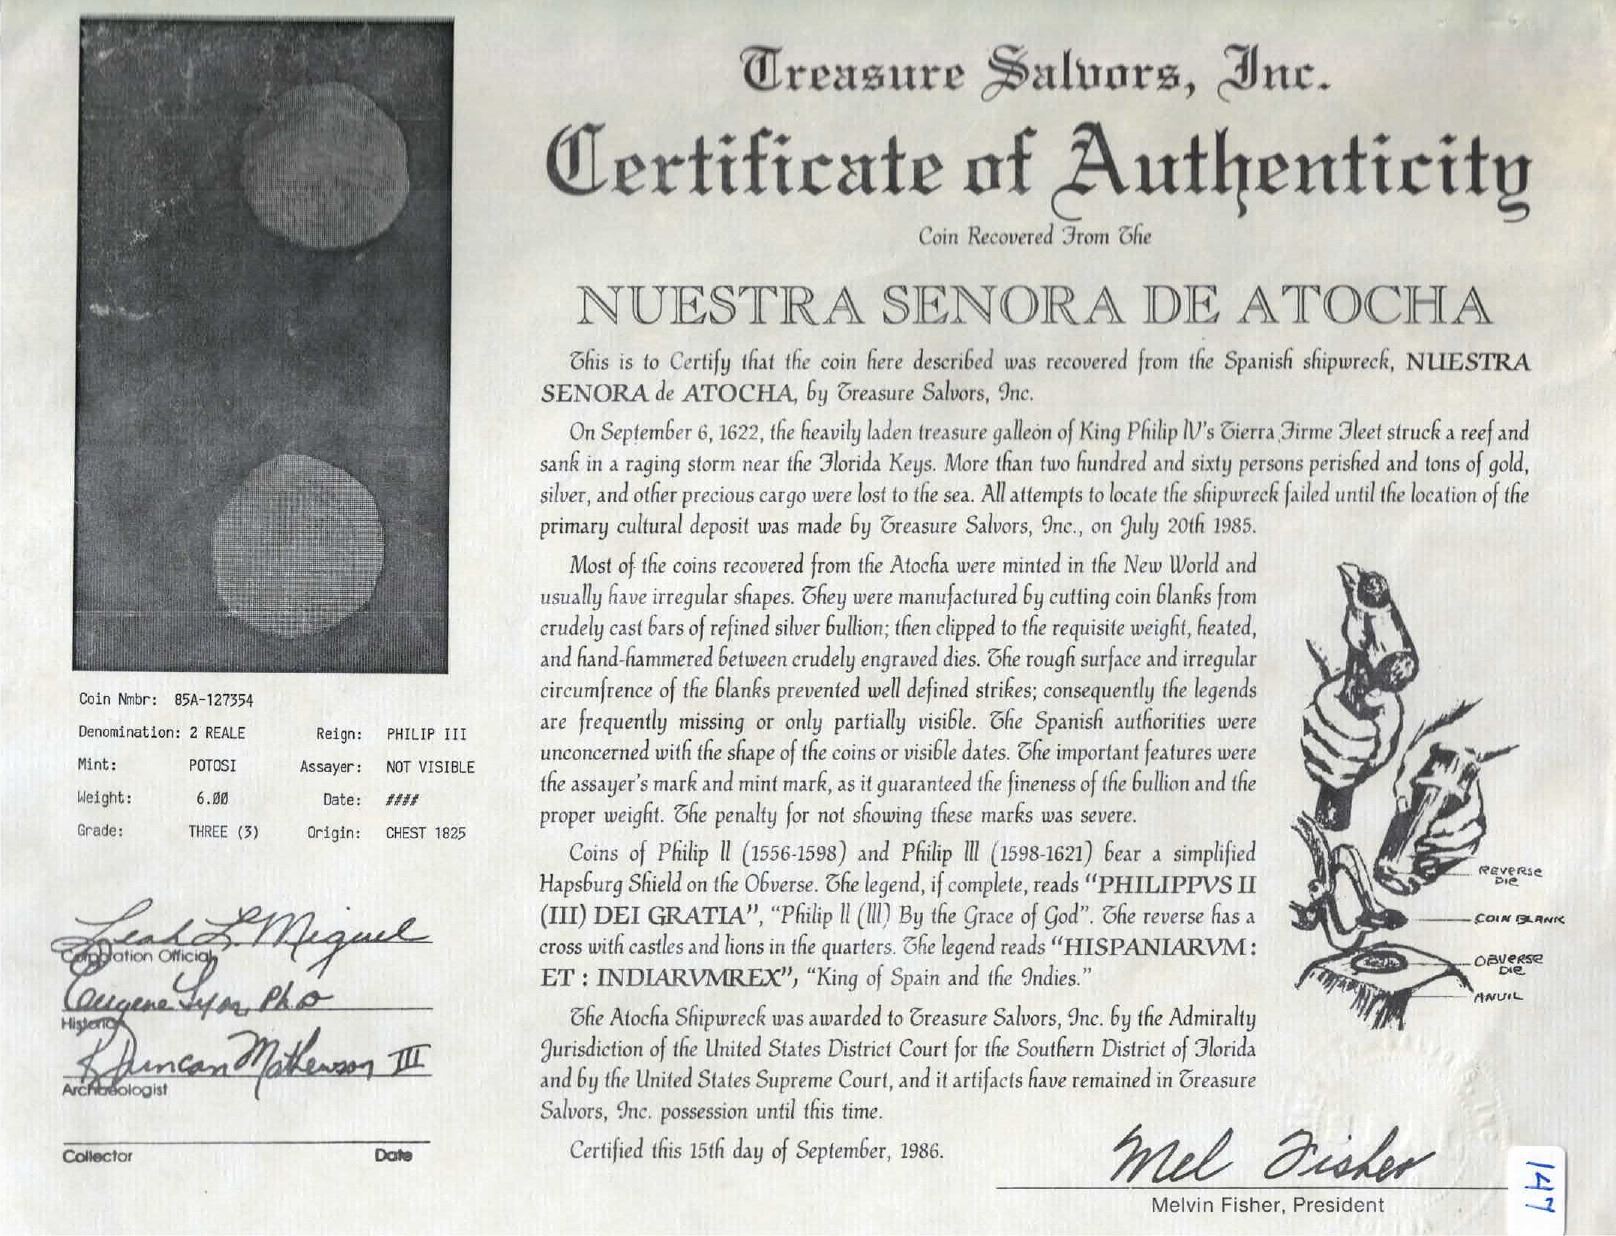 Treasure Salvors, Inc.
Certificate of Authenticity
Coin Recovered From The
NUESTRA SENORA DE ATOCHA
This is to Certify that the coin here described was recovered from the Spanish shipwreck, NUESTRA
SENORA de ATOCHA, by Treasure Salvors, Inc.
On September 6, 1622, the heavily laden treasure galleon of King Philip IV's Tierra Firme Fleet struck a reef and
sank in a raging storm near the Florida Keys. More than two hundred and sixty persons perished and tons of gold,
silver, and other precious cargo were lost to the sea. All attempts to locate the shipwreck failed until the location of the
primary cultural deposit was made by Treasure Salvors, Inc., on July 20th 1985.
Most of the coins recovered from the Atocha were minted in the New World and
usually have irregular shapes. They were manufactured by cutting coin blanks from
crudely cast bars of refined silver bullion; then clipped to the requisite weight, heated,
and hand-hammered between crudely engraved dies. The rough surface and irregular
circumfrence of the blanks prevented well defined strikes; consequently the legends
are frequently missing or only partially visible. The Spanish authorities were
unconcerned with the shape of the coins or visible dates. The important features were
the assayer's mark and mint mark, as it guaranteed the fineness of the bullion and the
proper weight. The penalty for not showing these marks was severe.
Coins of Philip II (1556-1598) and Philip III (1598-1621) bear a simplified
Hapsburg Shield on the Obverse. The legend, if complete, reads "PHILIPPVS II
(III) DEI GRATIA", "Philip II (III) By the Grace of God". The reverse has a
cross with castles and lions in the quarters. The legend reads "HISPANIARVM :
ET : INDIARVMREX", "King of Spain and the Indies."
The Atocha Shipwreck was awarded to Treasure Salvors, Inc. by the Admiralty
Jurisdiction of the United States District Court for the Southern District of Florida
and by the United States Supreme Court, and it artifacts have remained in Treasure
Salvors, Inc. possession until this time.
Certified this 15th day of September, 1986.
Mel Fisher
Melvin Fisher, President
REVERSE
DIE
COIN BLANK
OBVERSE
DIE
ANVIL
147
Coin Nmbr: 85A-127354
Denomination: 2 REALE Reign: PHILIP III
Mint: POTOSI Assayer: NOT VISIBLE
Weight: 6.00 Date: ####
Grade: THREE (3) Origin: CHEST 1825
Leah L. Miguel
Corporation Official
Eugene Lyon, PhD
Historian
R Duncan Mathewson III
Archaeologist
Collector Date